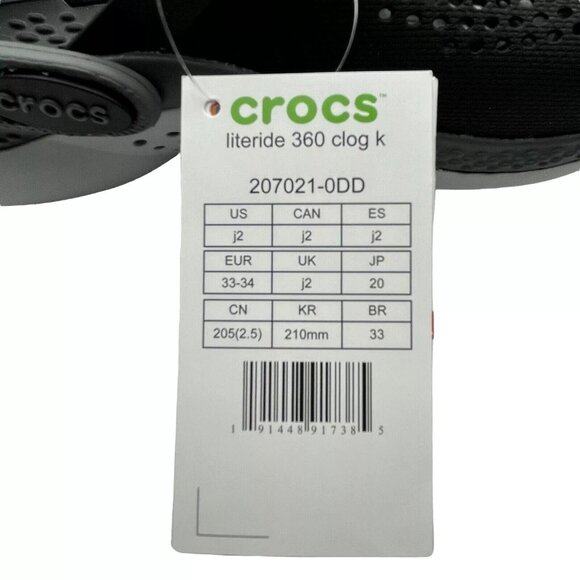 crocs
crocs™
literide 360 clog k
207021-0DD
US CAN ES
j2 j2 j2
EUR UK JP
33-34 j2 20
CN KR BR
205(2.5) 210mm 33
1 91448 91738 5